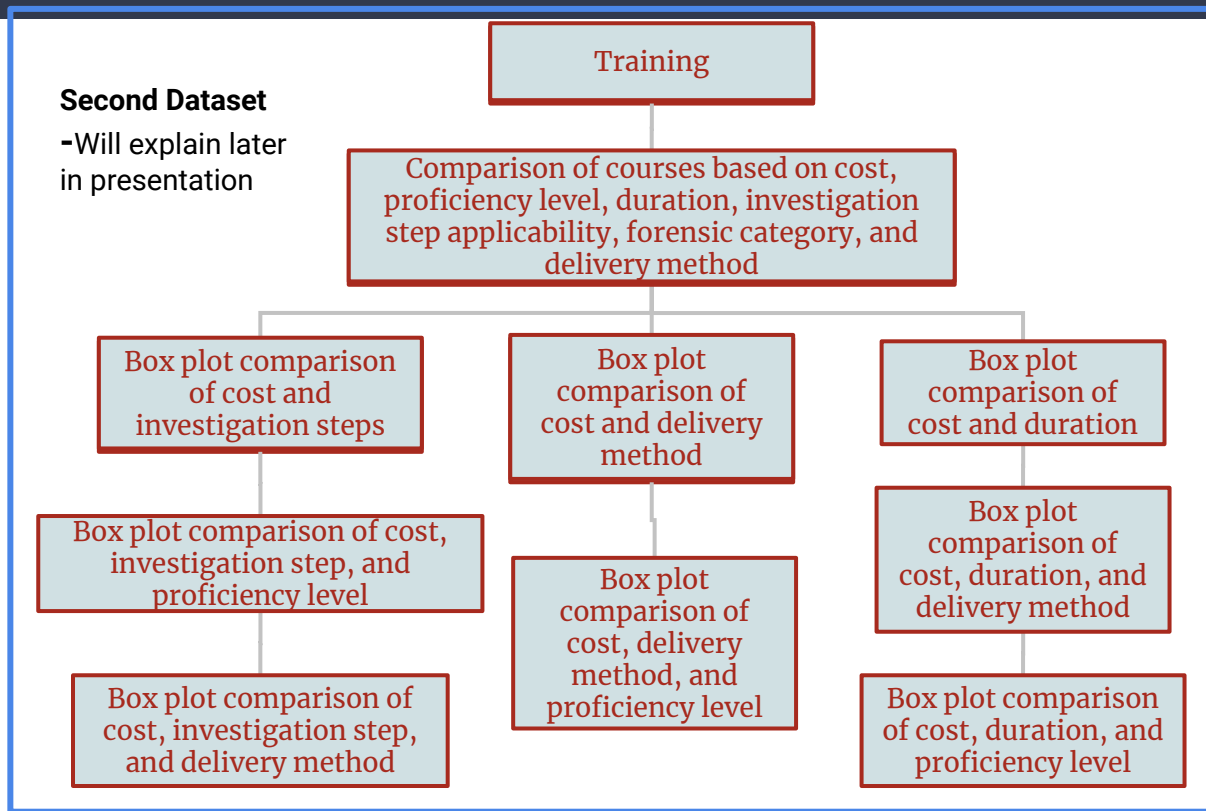 Second Dataset
-Will explain later
in presentation
Training
Comparison of courses based on cost,
proficiency level, duration, investigation
step applicability, forensic category, and
delivery method
Box plot comparison
of cost and
investigation steps
Box plot comparison of cost,
investigation step, and
proficiency level
Box plot comparison of
cost, investigation step,
and delivery method
Box plot
comparison of
cost and delivery
method
Box plot
comparison of
cost, delivery
method, and
proficiency level
Box plot
comparison of
cost and duration
Box plot
comparison of
cost, duration, and
delivery method
Box plot comparison
of cost, duration, and
proficiency level